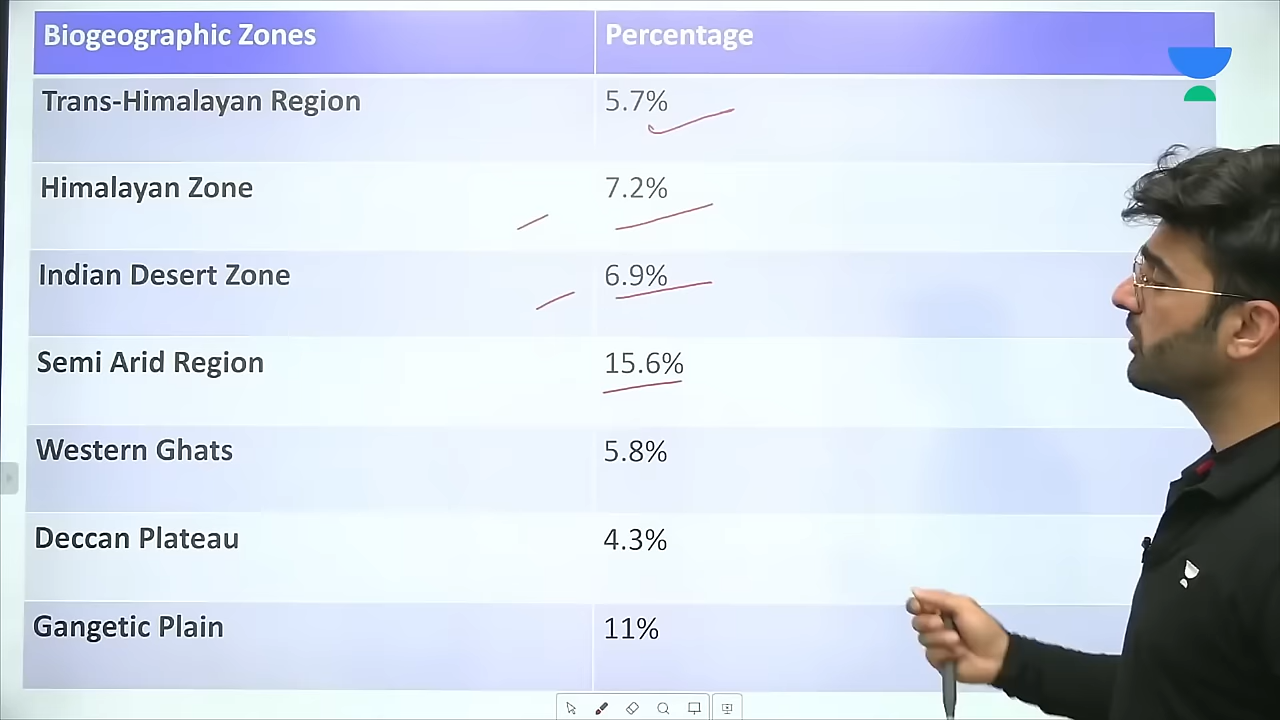 Biogeographic Zones Percentage
Trans-Himalayan Region 5.7%
Himalayan Zone 7.2%
Indian Desert Zone 6.9%
Semi Arid Region 15.6%
Western Ghats 5.8%
Deccan Plateau 4.3%
Gangetic Plain 11%